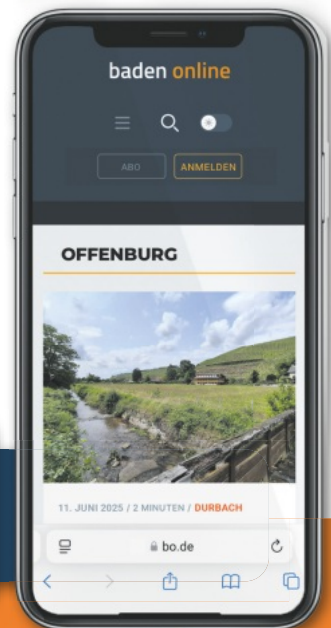 baden online
ABO
ANMELDEN
OFFENBURG
11. JUNI 2025 / 2 MINUTEN / DURBACH
bo.de